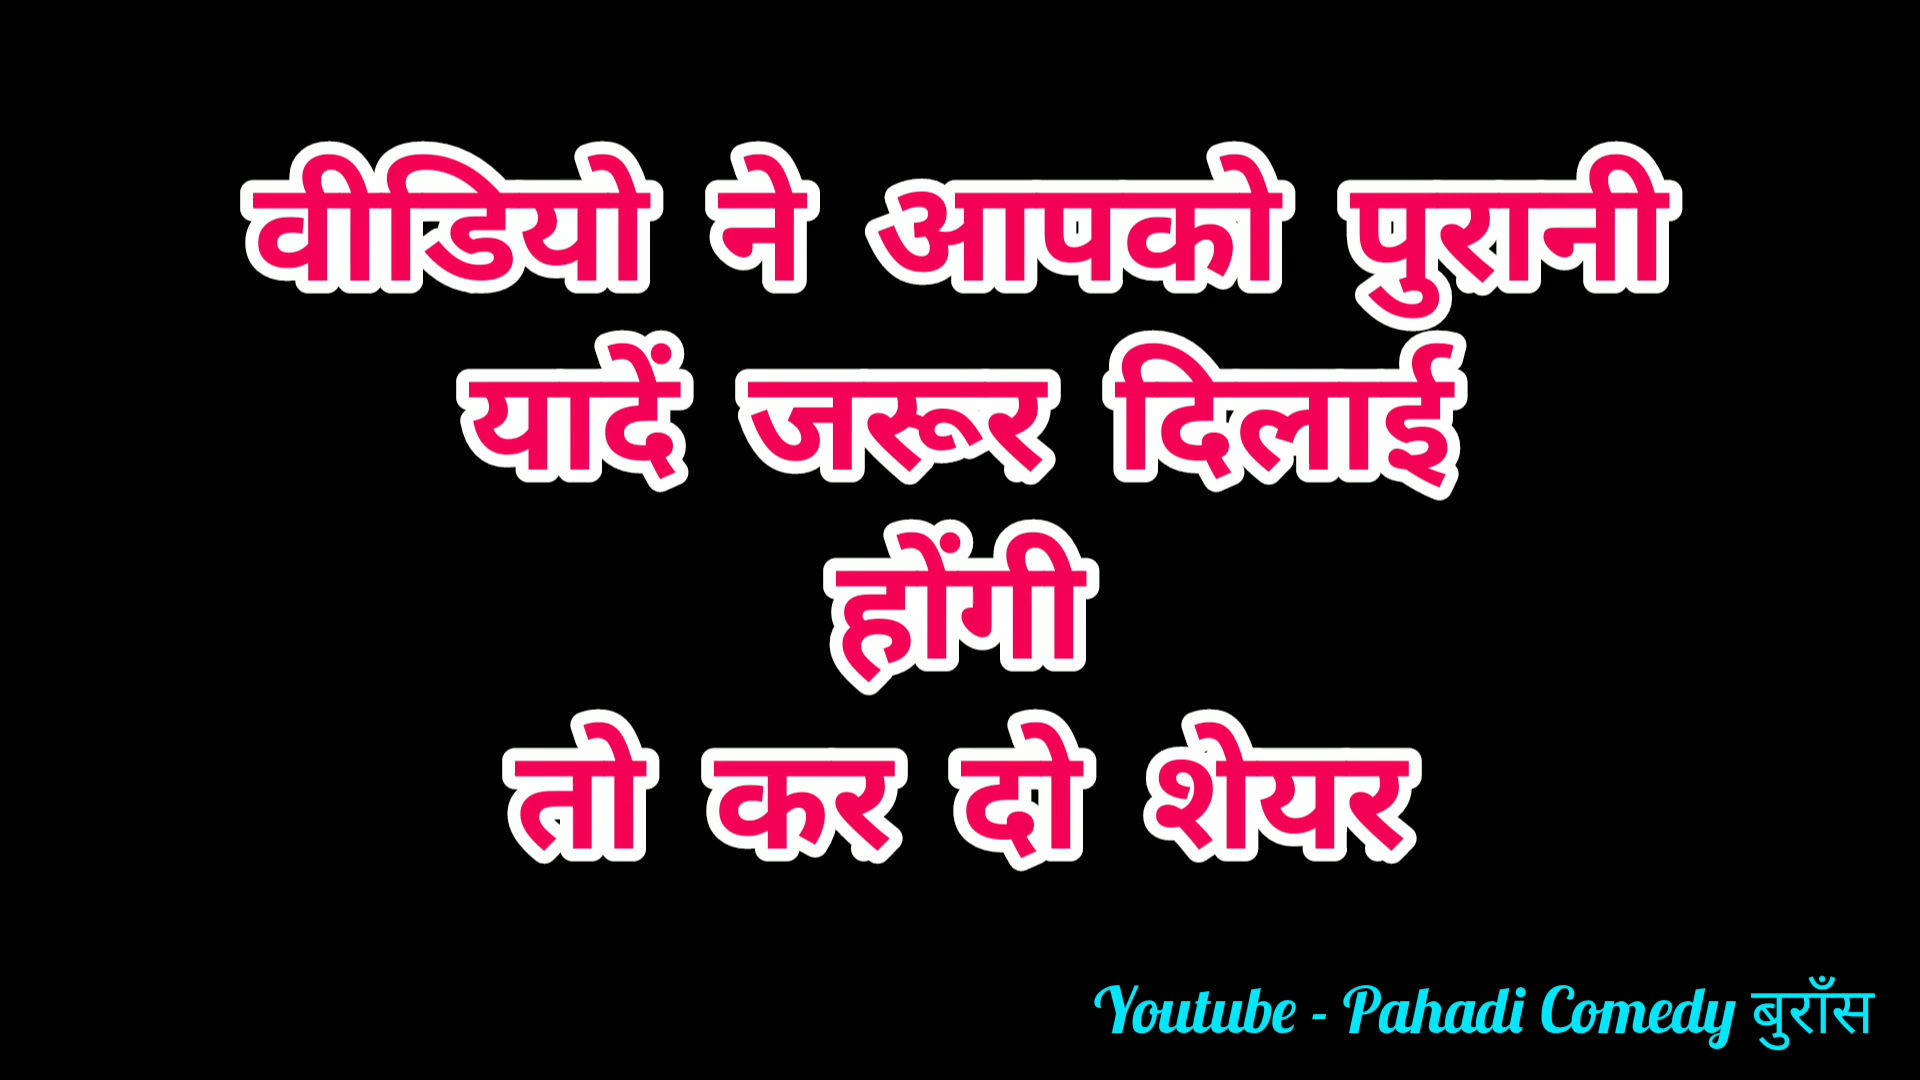 वीडियो ने आपको पुरानी
यादें जरूर दिलाई
होंगी
तो कर दो शेयर
Youtube - Pahadi Comedy बुराँस